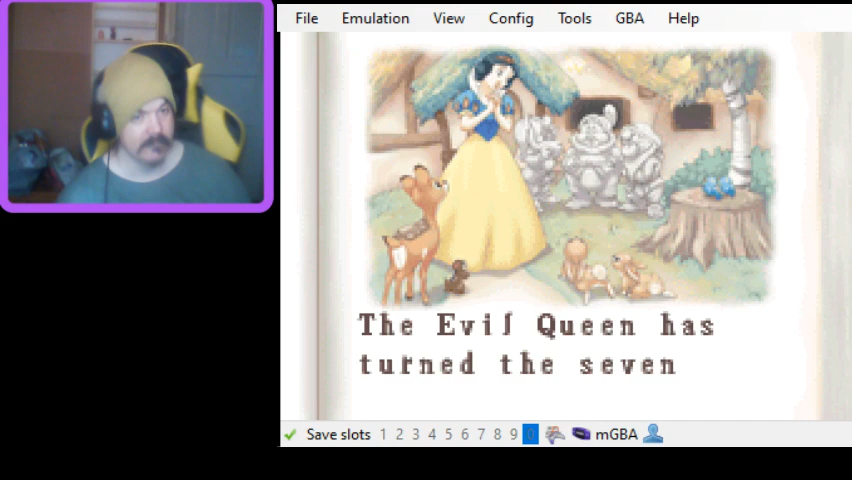 File Emulation View Config Tools GBA Help
The Evil Queen has
turned the seven
Save slots 1 2 3 4 5 6 7 8 9 0 mGBA